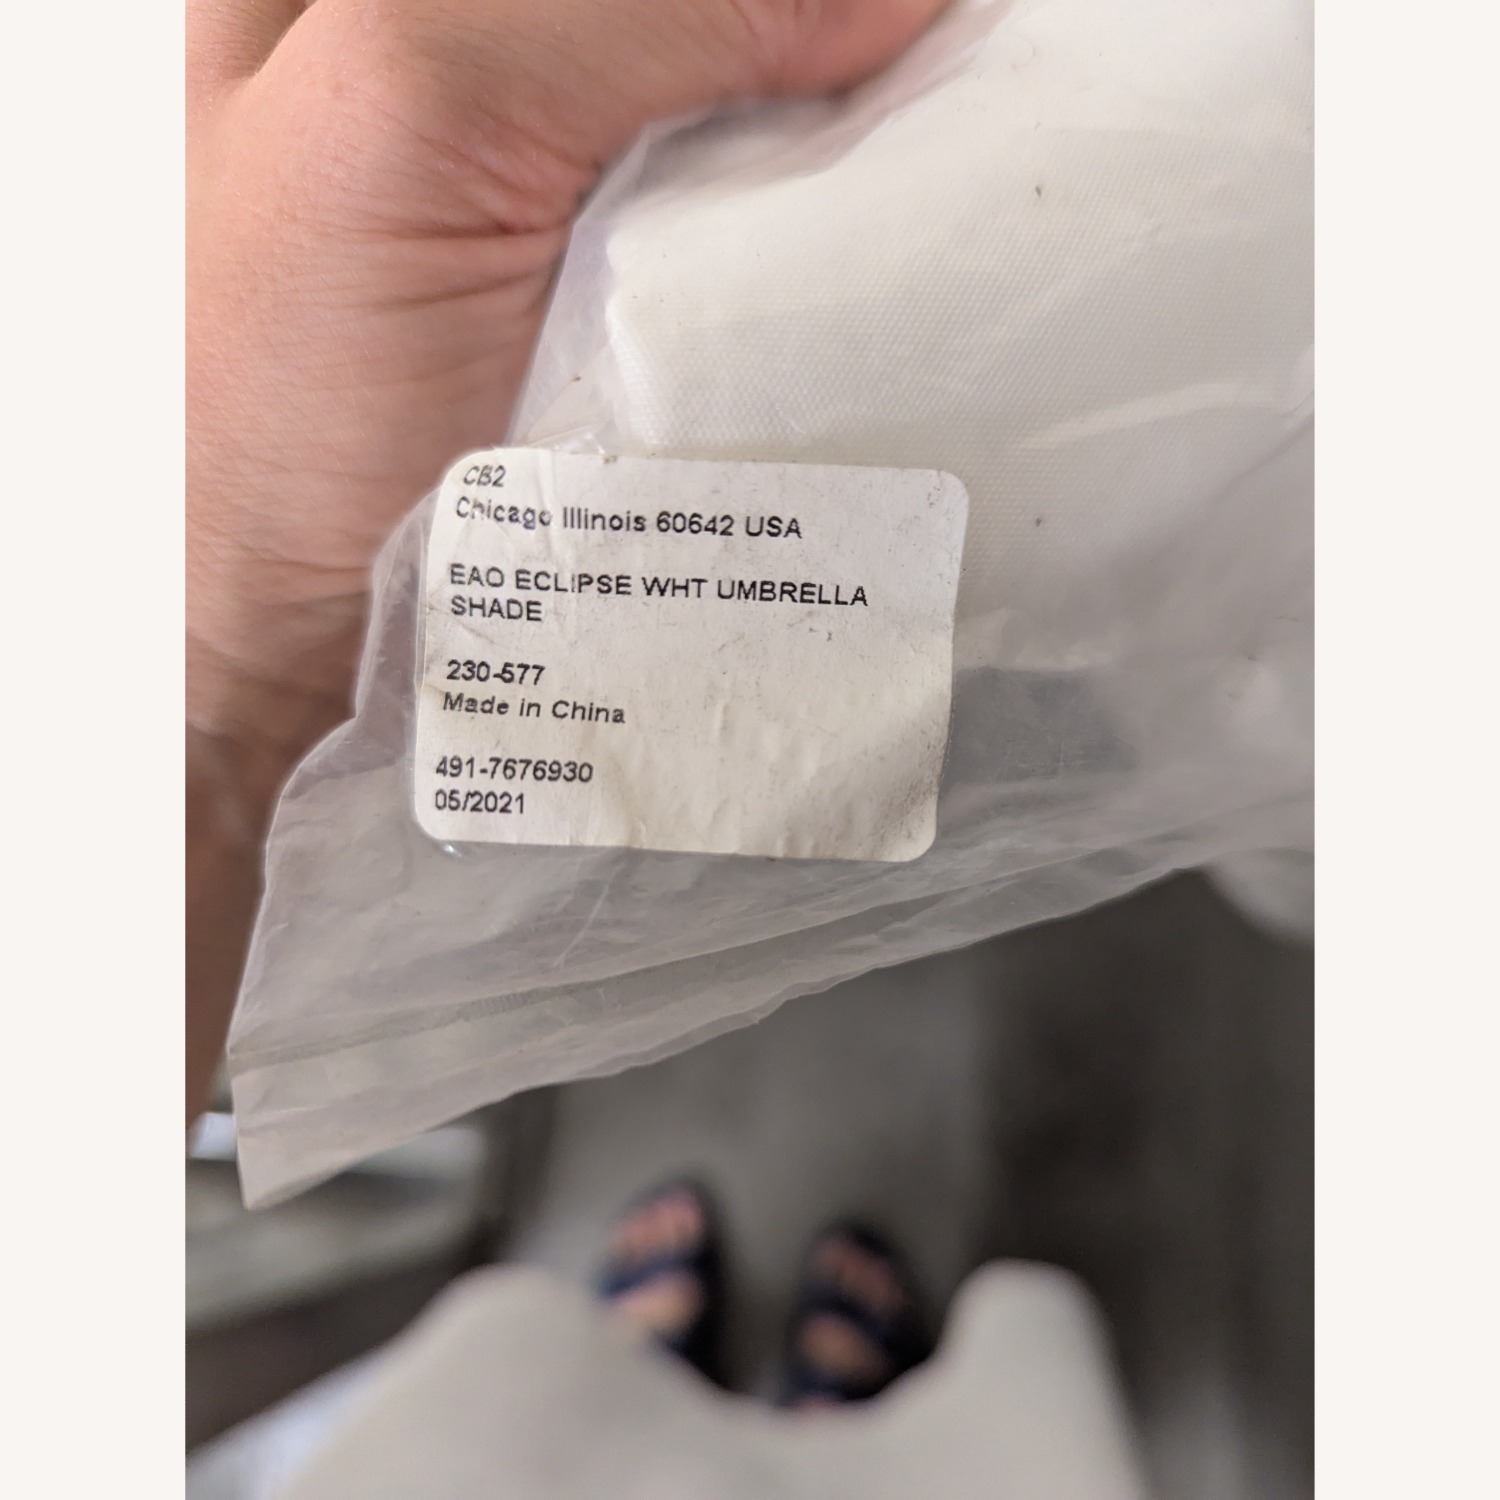 CB2
Chicago Illinois 60642 USA
EAO ECLIPSE WHT UMBRELLA
SHADE
230-577
Made in China
491-7676930
05/2021